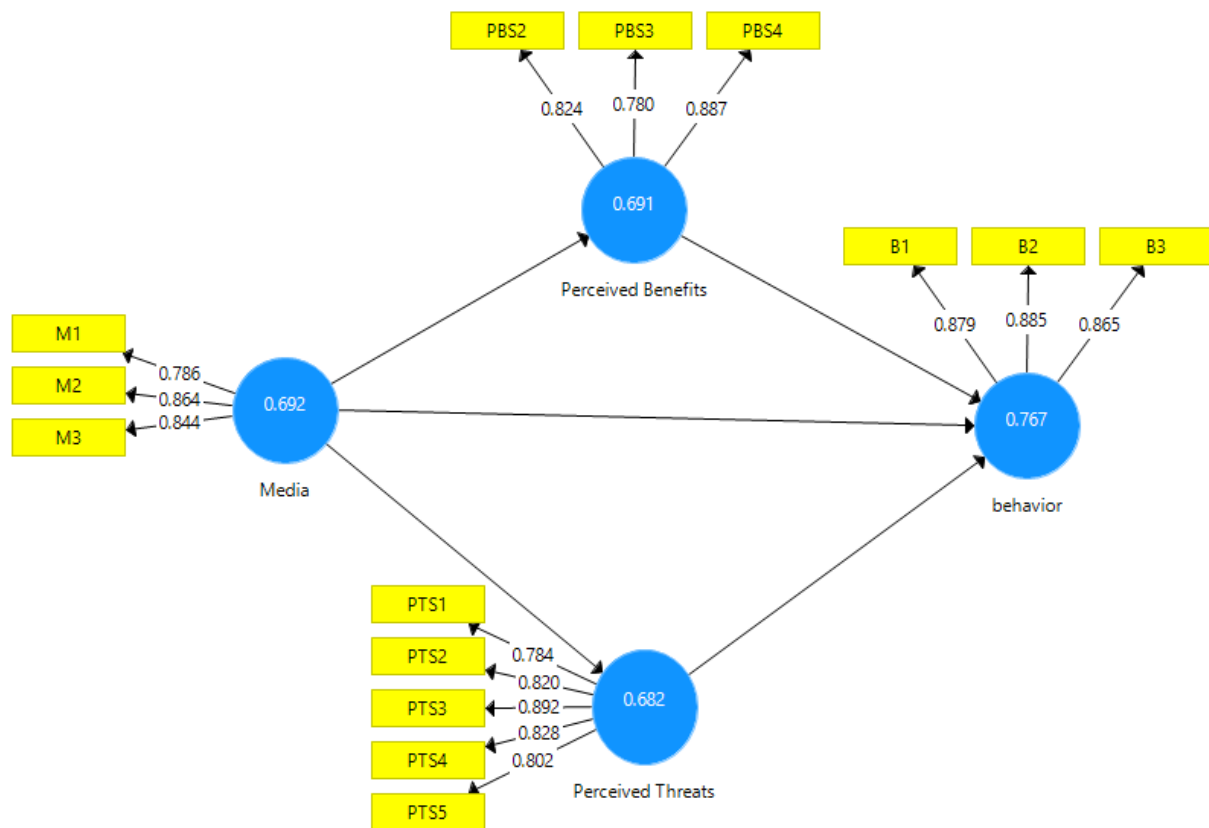 PBS2 PBS3 PBS4
0.824 0.780 0.887
0.691
Perceived Benefits
B1 B2 B3
0.879 0.885 0.865
0.767
behavior
M1
M2
M3
0.786
0.864
0.844
0.692
Media
PTS1
PTS2
PTS3
PTS4
PTS5
0.784
0.820
0.892
0.828
0.802
0.682
Perceived Threats